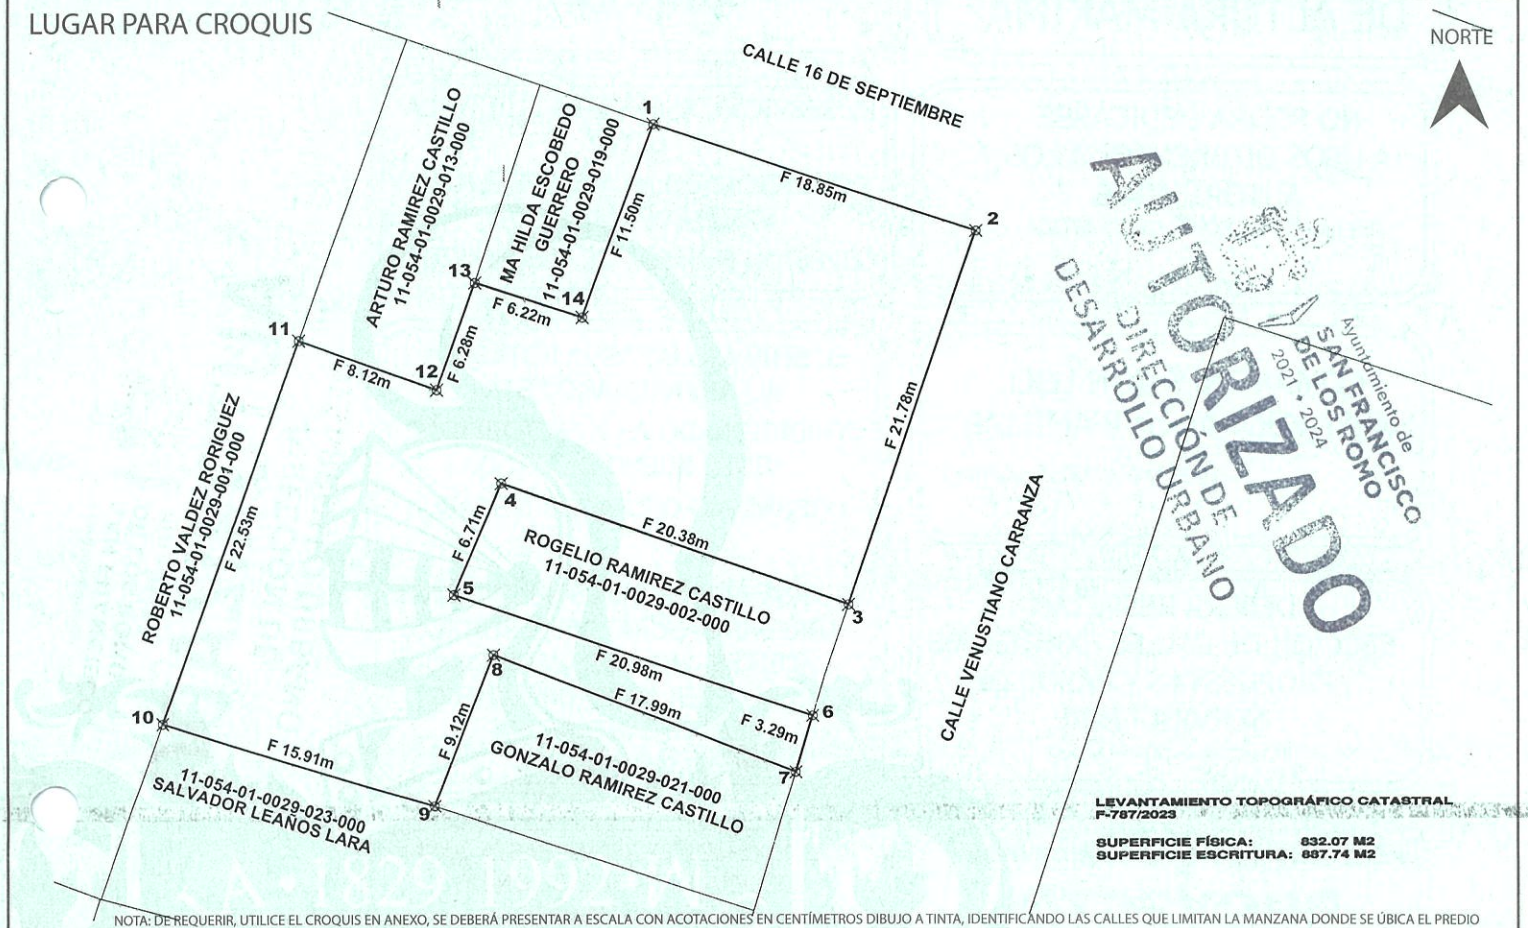 LUGAR PARA CROQUIS
NORTE
CALLE 16 DE SEPTIEMBRE
1
F 18.85m
2
ARTURO RAMIREZ CASTILLO
11-054-01-0029-013-000
MA HILDA ESCOBEDO
GUERRERO
11-054-01-0029-019-000
F 11.50m
13
F 6.22m
14
F 6.28m
11
F 8.12m
12
F 21.78m
AUTORIZADO
DIRECCIÓN DE
DESARROLLO URBANO
Ayuntamiento de
SAN FRANCISCO
DE LOS ROMO
2021 • 2024
ROBERTO VALDEZ RORIGUEZ
11-054-01-0029-001-000
F 22.53m
4
F 6.71m
F 20.38m
ROGELIO RAMIREZ CASTILLO
11-054-01-0029-002-000
5
3
CALLE VENUSTIANO CARRANZA
F 20.98m
8
F 17.99m
F 3.29m
6
7
10
F 15.91m
F 9.12m
11-054-01-0029-021-000
GONZALO RAMIREZ CASTILLO
11-054-01-0029-023-000
SALVADOR LEAÑOS LARA
9
LEVANTAMIENTO TOPOGRÁFICO CATASTRAL
F-787/2023
SUPERFICIE FÍSICA: 832.07 M2
SUPERFICIE ESCRITURA: 887.74 M2
A • 1829 1992 •
NOTA: DE REQUERIR, UTILICE EL CROQUIS EN ANEXO, SE DEBERÁ PRESENTAR A ESCALA CON ACOTACIONES EN CENTÍMETROS DIBUJO A TINTA, IDENTIFICANDO LAS CALLES QUE LIMITAN LA MANZANA DONDE SE ÚBICA EL PREDIO